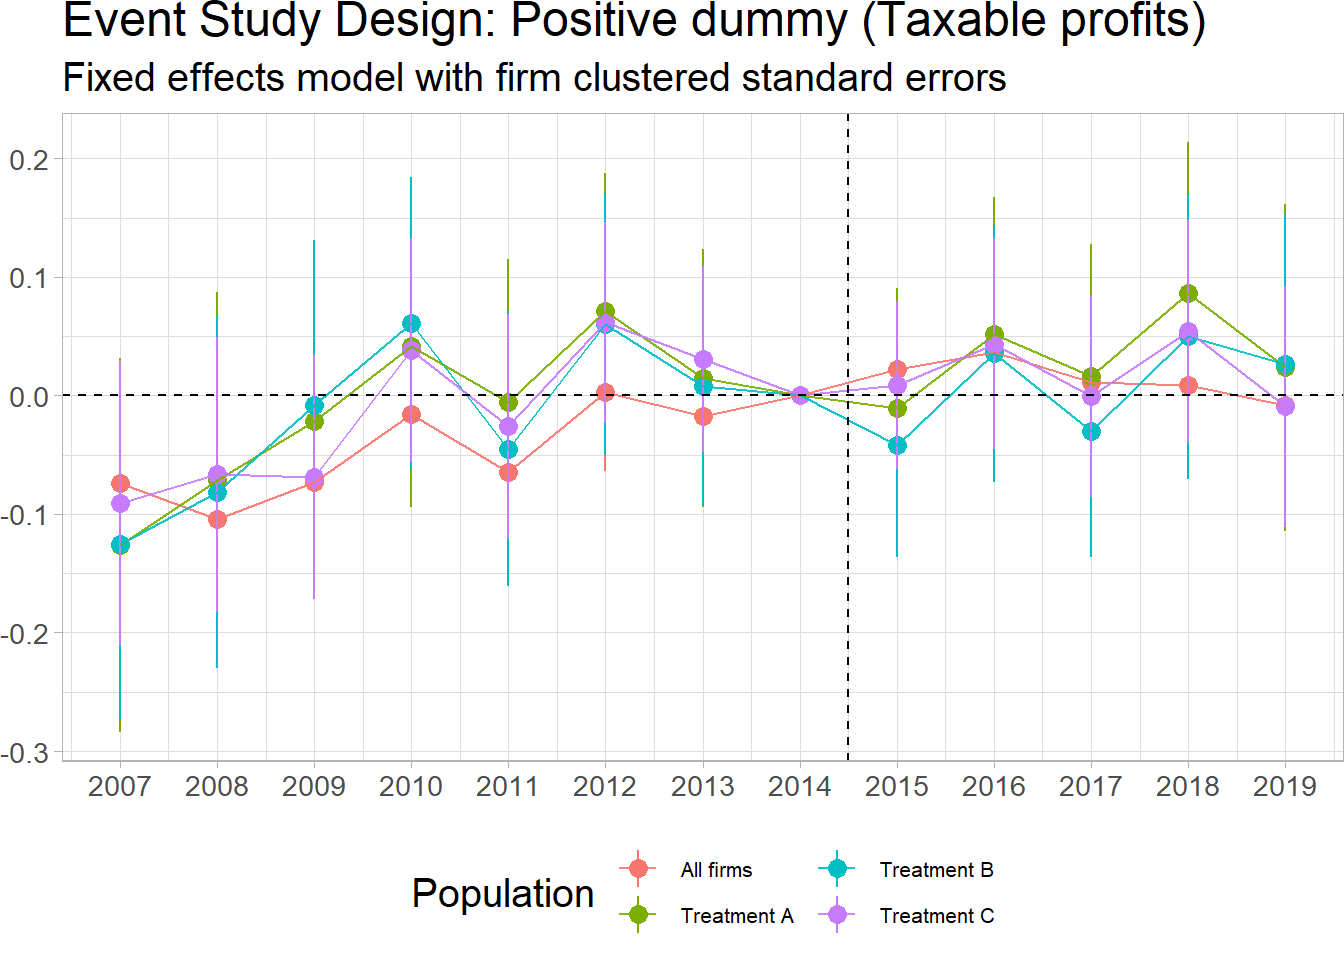 Event Study Design: Positive dummy (Taxable profits)
Fixed effects model with firm clustered standard errors
0.2
0.1
0.0
-0.1
-0.2
-0.3
2007 2008 2009 2010 2011 2012 2013 2014 2015 2016 2017 2018 2019
Population
All firms
Treatment A
Treatment B
Treatment C